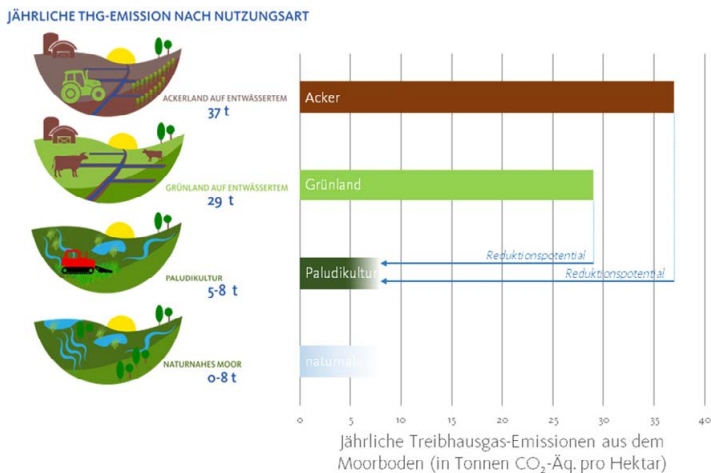 JÄHRLICHE THG-EMISSION NACH NUTZUNGSART
ACKERLAND AUF ENTWÄSSERTEM
37 t
GRÜNLAND AUF ENTWÄSSERTEM
29 t
PALUDIKULTUR
5-8 t
NATURNAHES MOOR
0-8 t
Acker
Grünland
Reduktionspotential
Paludikultur
Reduktionspotential
0 5 10 15 20 25 30 35 40
Jährliche Treibhausgas-Emissionen aus dem
Moorboden (in Tonnen CO₂-Äq. pro Hektar)